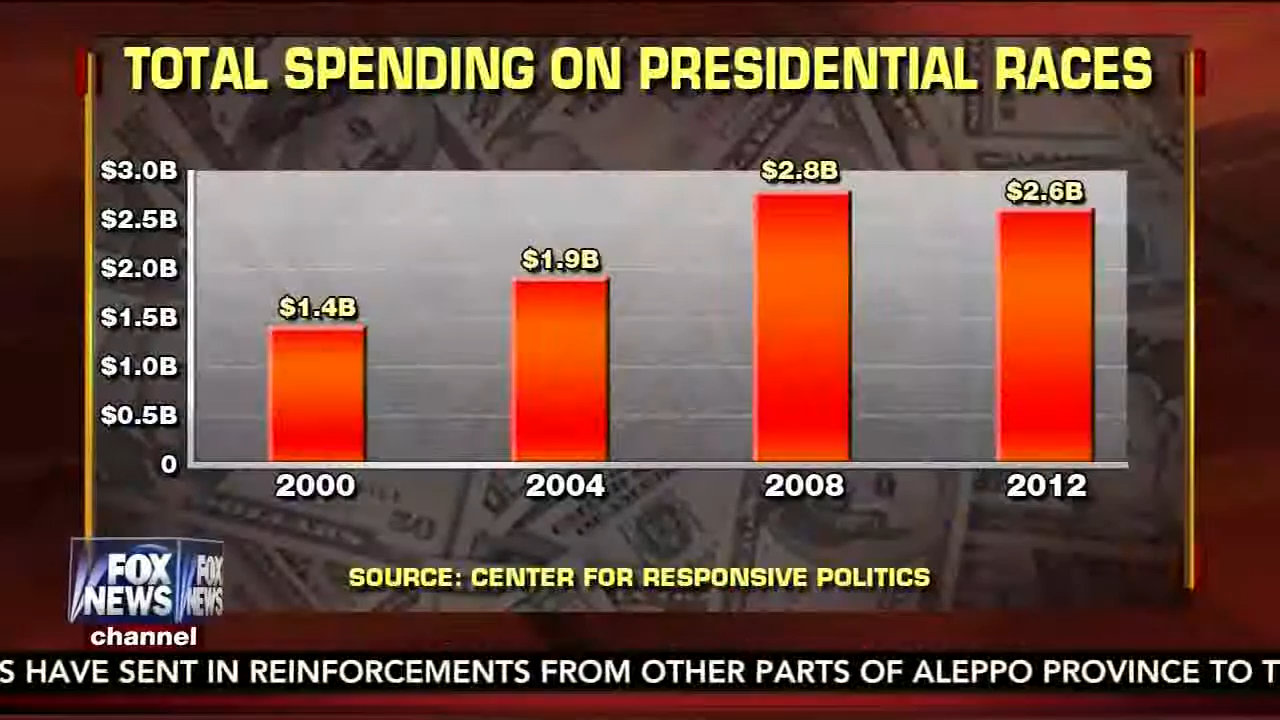 TOTAL SPENDING ON PRESIDENTIAL RACES
$3.0B
$2.5B
$2.0B
$1.5B
$1.0B
$0.5B
0
$1.4B
$1.9B
$2.8B
$2.6B
2000 2004 2008 2012
SOURCE: CENTER FOR RESPONSIVE POLITICS
FOX NEWS
FOX NEWS
channel
S HAVE SENT IN REINFORCEMENTS FROM OTHER PARTS OF ALEPPO PROVINCE TO T